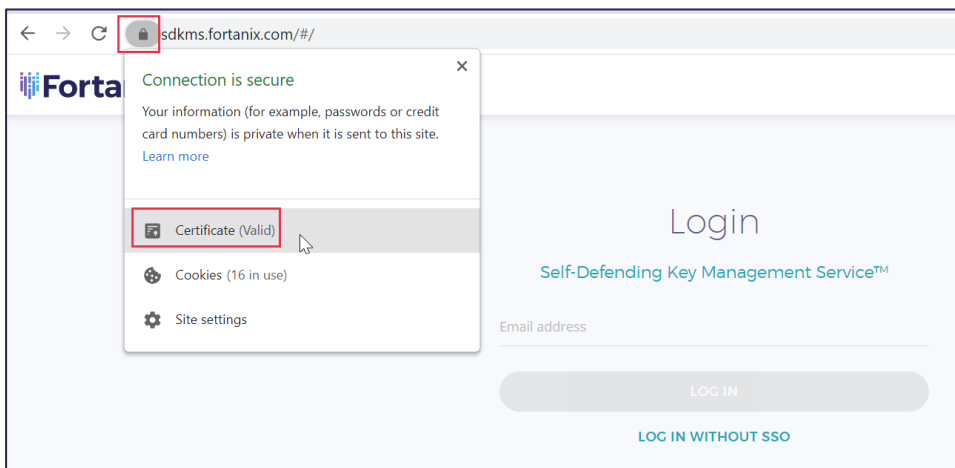 sdkms.fortanix.com/#/
Forta
Connection is secure
Your information (for example, passwords or credit
card numbers) is private when it is sent to this site.
Learn more
Certificate (Valid)
Cookies (16 in use)
Site settings
Login
Self-Defending Key Management Service™
Email address
LOG IN
LOG IN WITHOUT SSO